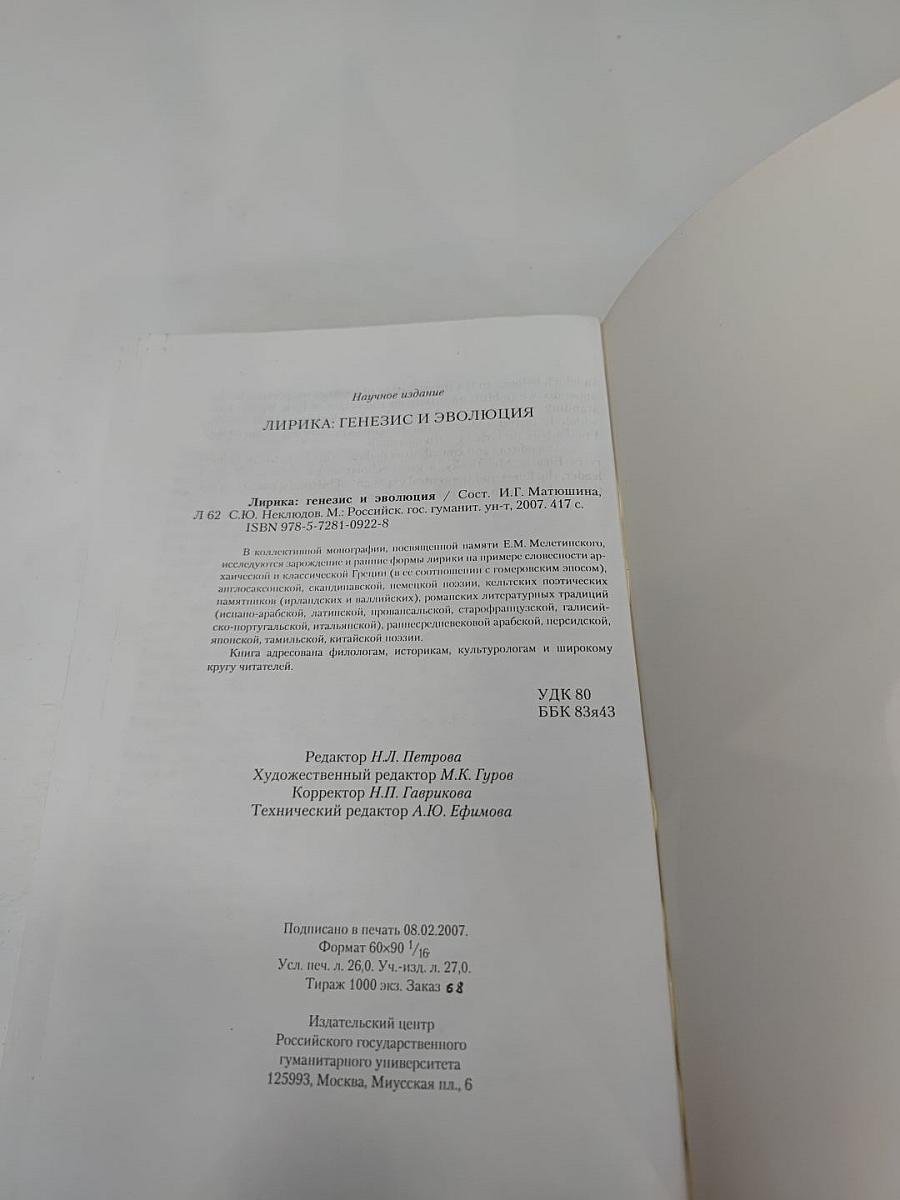 Научное издание
ЛИРИКА: ГЕНЕЗИС И ЭВОЛЮЦИЯ
Лирика: генезис и эволюция / Сост. И.Г. Матюшина,
Л 62 С.Ю. Неклюдов. М.: Российск. гос. гуманит. ун-т, 2007. 417 с.
ISBN 978-5-7281-0922-8
В коллективной монографии, посвященной памяти Е.М. Мелетинского,
исследуются зарождение и ранние формы лирики на примере словесности ар-
хаической и классической Греции (в ее соотношении с гомеровским эпосом),
англосаксонской, скандинавской, немецкой поэзии, кельтских поэтических
памятников (ирландских и валлийских), романских литературных традиций
(испано-арабской, латинской, провансальской, старофранцузской, галисий-
ско-португальской, итальянской), раннесредневековой арабской, персидской,
японской, тамильской, китайской поэзии.
Книга адресована филологам, историкам, культурологам и широкому
кругу читателей.
УДК 80
ББК 83я43
Редактор Н.Л. Петрова
Художественный редактор М.К. Гуров
Корректор Н.П. Гаврикова
Технический редактор А.Ю. Ефимова
Подписано в печать 08.02.2007.
Формат 60×90 1/16
Усл. печ. л. 26,0. Уч.-изд. л. 27,0.
Тираж 1000 экз. Заказ 68
Издательский центр
Российского государственного
гуманитарного университета
125993, Москва, Миусская пл., 6